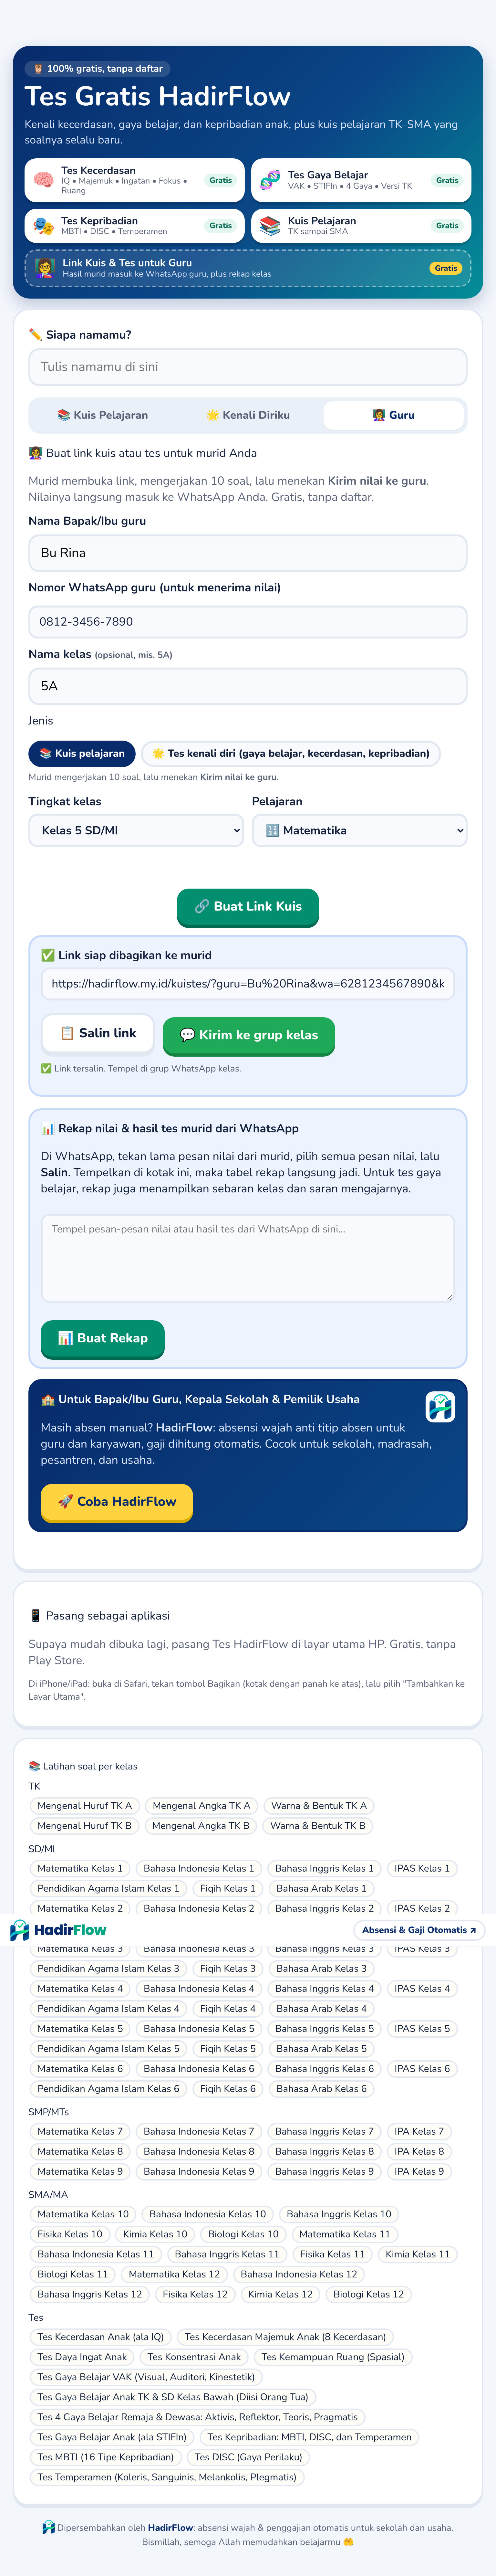 100% gratis, tanpa daftar
Tes Gratis HadirFlow
Kenali kecerdasan, gaya belajar, dan kepribadian anak, plus kuis pelajaran TK–SMA yang
selalu baru.
Tes Kecerdasan
IQ • Majemuk • Ingatan • Fokus •
Ruang
Gratis
Tes Gaya Belajar
VAK • STIFIn • 4 Gaya • Versi TK
Gratis
Tes Kepribadian
MBTI • DISC • Temperamen
Gratis
Kuis Pelajaran
TK sampai SMA
Gratis
Link Kuis & Tes untuk Guru
Hasil murid masuk ke WhatsApp guru, plus rekap kelas
Gratis
✏️ Siapa namamu?
Tulis namamu di sini
📚 Kuis Pelajaran
🌟 Kenali Diriku
👩‍🏫 Guru
👩‍🏫 Buat link kuis atau tes untuk murid Anda
Murid membuka link, mengerjakan 10 soal, lalu menekan Kirim nilai ke guru.
Nilainya langsung masuk ke WhatsApp Anda. Gratis, tanpa daftar.
Nama Bapak/Ibu guru
Bu Rina
Nomor WhatsApp guru (untuk menerima nilai)
0812-3456-7890
Nama kelas (opsional, mis. 5A)
5A
Jenis
📚 Kuis pelajaran
🌟 Tes kenali diri (gaya belajar, kecerdasan, kepribadian)
Murid mengerjakan 10 soal, lalu menekan Kirim nilai ke guru.
Tingkat kelas
Pelajaran
Kelas 5 SD/MI
🔢 Matematika
🔗 Buat Link Kuis
✅ Link siap dibagikan ke murid
https://hadirflow.my.id/kuistes/?guru=Bu%20Rina&wa=6281234567890&k
📋 Salin link
💬 Kirim ke grup kelas
✅ Link tersalin. Tempel di grup WhatsApp kelas.
📊 Rekap nilai & hasil tes murid dari WhatsApp
Di WhatsApp, tekan lama pesan nilai dari murid, pilih semua pesan nilai, lalu
Salin. Tempelkan di kotak ini, maka tabel rekap langsung jadi. Untuk tes gaya
belajar, rekap juga menampilkan sebaran kelas dan saran mengajarnya.
Tempel pesan-pesan nilai atau hasil tes dari WhatsApp di sini...
📊 Buat Rekap
🏫 Untuk Bapak/Ibu Guru, Kepala Sekolah & Pemilik Usaha
Masih absen manual? HadirFlow: absensi wajah anti titip absen untuk
guru dan karyawan, gaji dihitung otomatis. Cocok untuk sekolah, madrasah,
pesantren, dan usaha.
🚀 Coba HadirFlow
📱 Pasang sebagai aplikasi
Supaya mudah dibuka lagi, pasang Tes HadirFlow di layar utama HP. Gratis, tanpa
Play Store.
Di iPhone/iPad: buka di Safari, tekan tombol Bagikan (kotak dengan panah ke atas), lalu pilih "Tambahkan ke
Layar Utama".
📚 Latihan soal per kelas
TK
Mengenal Huruf TK A Mengenal Angka TK A Warna & Bentuk TK A
Mengenal Huruf TK B Mengenal Angka TK B Warna & Bentuk TK B
SD/MI
Matematika Kelas 1 Bahasa Indonesia Kelas 1 Bahasa Inggris Kelas 1 IPAS Kelas 1
Pendidikan Agama Islam Kelas 1 Fiqih Kelas 1 Bahasa Arab Kelas 1
Matematika Kelas 2 Bahasa Indonesia Kelas 2 Bahasa Inggris Kelas 2 IPAS Kelas 2
HadirFlow
Absensi & Gaji Otomatis ↗
Matematika Kelas 3 Bahasa Indonesia Kelas 3 Bahasa Inggris Kelas 3 IPAS Kelas 3
Pendidikan Agama Islam Kelas 3 Fiqih Kelas 3 Bahasa Arab Kelas 3
Matematika Kelas 4 Bahasa Indonesia Kelas 4 Bahasa Inggris Kelas 4 IPAS Kelas 4
Pendidikan Agama Islam Kelas 4 Fiqih Kelas 4 Bahasa Arab Kelas 4
Matematika Kelas 5 Bahasa Indonesia Kelas 5 Bahasa Inggris Kelas 5 IPAS Kelas 5
Pendidikan Agama Islam Kelas 5 Fiqih Kelas 5 Bahasa Arab Kelas 5
Matematika Kelas 6 Bahasa Indonesia Kelas 6 Bahasa Inggris Kelas 6 IPAS Kelas 6
Pendidikan Agama Islam Kelas 6 Fiqih Kelas 6 Bahasa Arab Kelas 6
SMP/MTs
Matematika Kelas 7 Bahasa Indonesia Kelas 7 Bahasa Inggris Kelas 7 IPA Kelas 7
Matematika Kelas 8 Bahasa Indonesia Kelas 8 Bahasa Inggris Kelas 8 IPA Kelas 8
Matematika Kelas 9 Bahasa Indonesia Kelas 9 Bahasa Inggris Kelas 9 IPA Kelas 9
SMA/MA
Matematika Kelas 10 Bahasa Indonesia Kelas 10 Bahasa Inggris Kelas 10
Fisika Kelas 10 Kimia Kelas 10 Biologi Kelas 10 Matematika Kelas 11
Bahasa Indonesia Kelas 11 Bahasa Inggris Kelas 11 Fisika Kelas 11 Kimia Kelas 11
Biologi Kelas 11 Matematika Kelas 12 Bahasa Indonesia Kelas 12
Bahasa Inggris Kelas 12 Fisika Kelas 12 Kimia Kelas 12 Biologi Kelas 12
Tes
Tes Kecerdasan Anak (ala IQ) Tes Kecerdasan Majemuk Anak (8 Kecerdasan)
Tes Daya Ingat Anak Tes Konsentrasi Anak Tes Kemampuan Ruang (Spasial)
Tes Gaya Belajar VAK (Visual, Auditori, Kinestetik)
Tes Gaya Belajar Anak TK & SD Kelas Bawah (Diisi Orang Tua)
Tes 4 Gaya Belajar Remaja & Dewasa: Aktivis, Reflektor, Teoris, Pragmatis
Tes Gaya Belajar Anak (ala STIFIn) Tes Kepribadian: MBTI, DISC, dan Temperamen
Tes MBTI (16 Tipe Kepribadian) Tes DISC (Gaya Perilaku)
Tes Temperamen (Koleris, Sanguinis, Melankolis, Plegmatis)
Dipersembahkan oleh HadirFlow: absensi wajah & penggajian otomatis untuk sekolah dan usaha.
Bismillah, semoga Allah memudahkan belajarmu 🤲